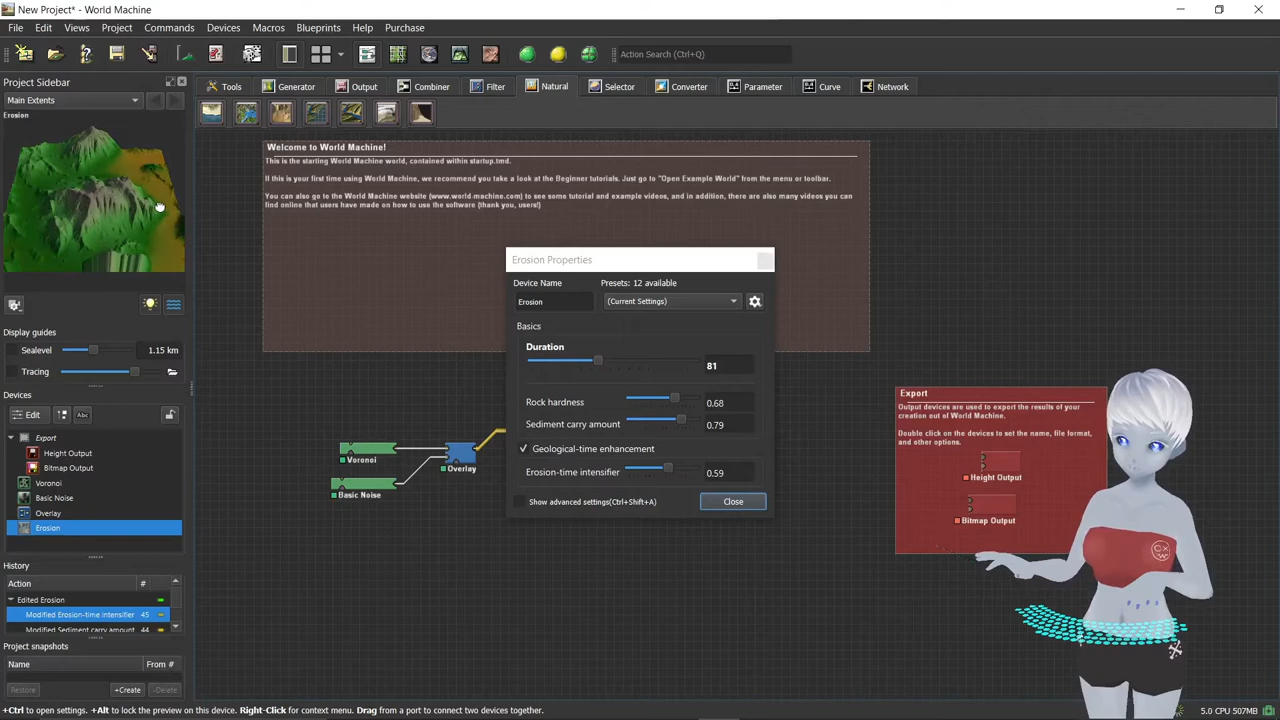 New Project* - World Machine
File Edit Views Project Commands Devices Macros Blueprints Help Purchase
Action Search (Ctrl+Q)
Project Sidebar
Main Extents
Tools Generator Output Combiner Filter Natural Selector Converter Parameter Curve Network
Erosion
Welcome to World Machine!
This is the starting World Machine world, contained within startup.tmd.
If this is your first time using World Machine, we recommend you take a look at the Beginner tutorials. Just go to "Open Example World" from the menu or toolbar.
You can also go to the World Machine website (www.world.machine.com) to see some tutorial and example videos, and in addition, there are also many videos you can
find online that users have made on how to use the software (thank you, users!)
Erosion Properties
Device Name Presets: 12 available
Erosion (Current Settings)
Basics
Duration
81
Rock hardness 0.68
Sediment carry amount 0.79
Geological-time enhancement
Erosion-time intensifier 0.59
Show advanced settings(Ctrl+Shift+A) Close
Display guides
Sealevel 1.15 km
Tracing
Devices
Edit Abc
Export
Height Output
Bitmap Output
Voronoi
Basic Noise
Overlay
Erosion
History
Action #
Edited Erosion
Modified Erosion-time intensifier 45
Modified Sediment carry amount 44
Project snapshots
Name From #
Restore +Create -Delete
Voronoi
Basic Noise
Overlay
Export
Output devices are used to export the results of your
creation out of World Machine.
Double click on the devices to set the name, file format,
and other options.
Height Output
Bitmap Output
+Ctrl to open settings, +Alt to lock the preview on this device. Right-Click for context menu. Drag from a port to connect two devices together.
5.0 CPU 507MB